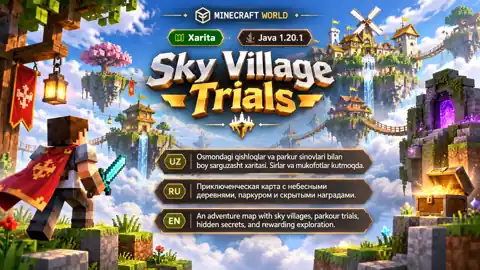 MINECRAFT WORLD
Xarita
Java 1.20.1
Sky Village
Trials
UZ
Osmondagi qishloqlar va parkur sinovlari bilan
boy sarguzasht xaritasi. Sirlar va mukofotlar kutmoqda.
RU
Приключенческая карта с небесными
деревнями, паркуром и скрытыми наградами.
EN
An adventure map with sky villages, parkour trials,
hidden secrets, and rewarding exploration.